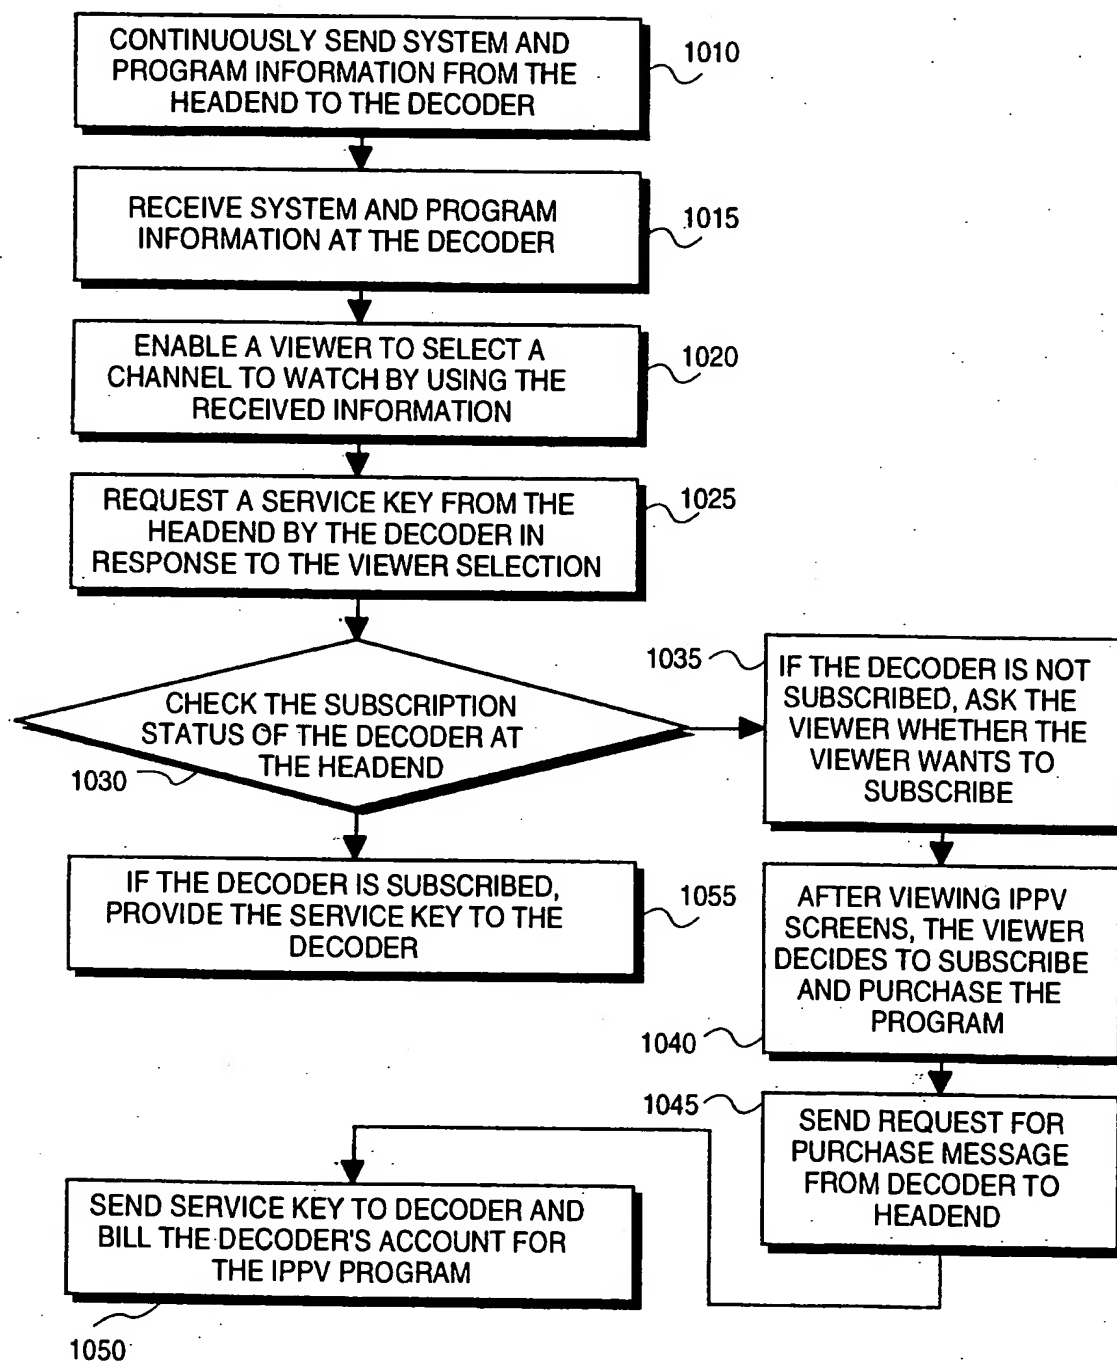 CONTINUOUSLY SEND SYSTEM AND
PROGRAM INFORMATION FROM THE
HEADEND TO THE DECODER
1010
RECEIVE SYSTEM AND PROGRAM
INFORMATION AT THE DECODER
1015
ENABLE A VIEWER TO SELECT A
CHANNEL TO WATCH BY USING THE
RECEIVED INFORMATION
1020
REQUEST A SERVICE KEY FROM THE
HEADEND BY THE DECODER IN
RESPONSE TO THE VIEWER SELECTION
1025
CHECK THE SUBSCRIPTION
STATUS OF THE DECODER AT
THE HEADEND
1030
1035
IF THE DECODER IS NOT
SUBSCRIBED, ASK THE
VIEWER WHETHER THE
VIEWER WANTS TO
SUBSCRIBE
IF THE DECODER IS SUBSCRIBED,
PROVIDE THE SERVICE KEY TO THE
DECODER
1055
AFTER VIEWING IPPV
SCREENS, THE VIEWER
DECIDES TO SUBSCRIBE
AND PURCHASE THE
PROGRAM
1040
1045
SEND REQUEST FOR
PURCHASE MESSAGE
FROM DECODER TO
HEADEND
SEND SERVICE KEY TO DECODER AND
BILL THE DECODER'S ACCOUNT FOR
THE IPPV PROGRAM
1050